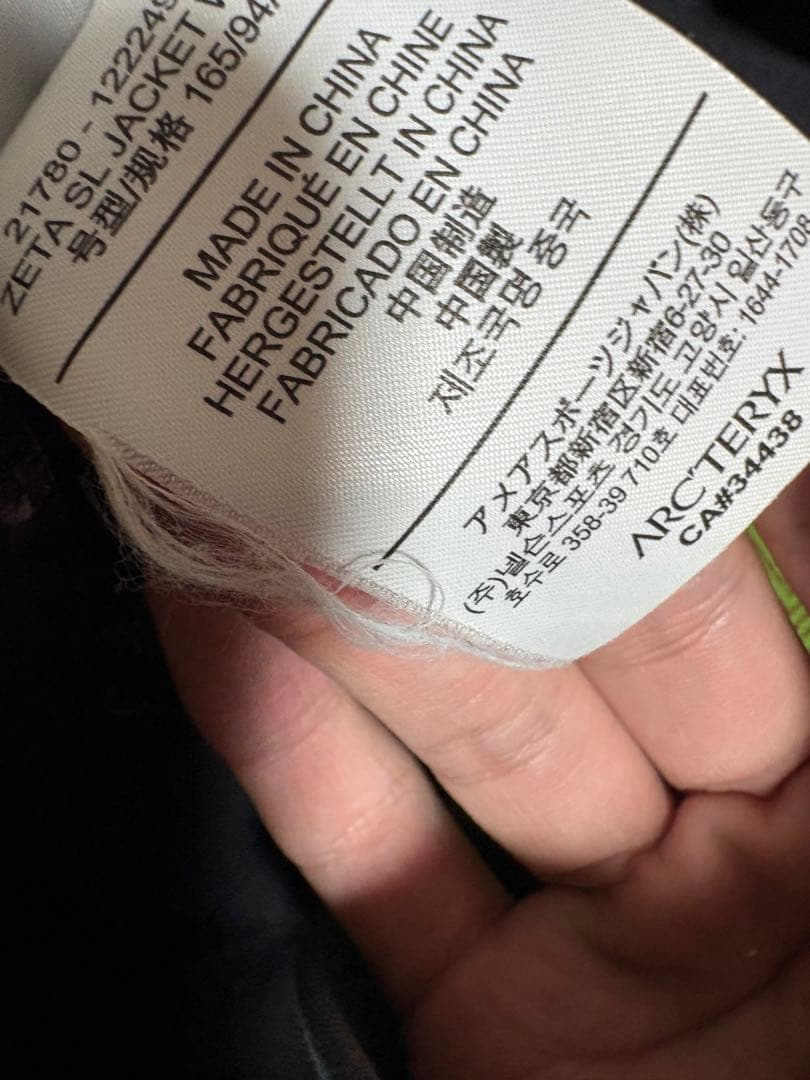 21780 - 122249
ZETA SL JACKET W
号型/规格 165/94
MADE IN CHINA
FABRIQUÉ EN CHINE
HERGESTELLT IN CHINA
FABRICADO EN CHINA
中国制造
中國製
제조국명 중국
アメアスポーツジャパン(株)
東京都新宿区新宿6-27-30
(주)넬슨스포츠 경기도 고양시 일산동구
호수로 358-39 710호 대표번호: 1644-1708
ARC'TERYX
CA#34438